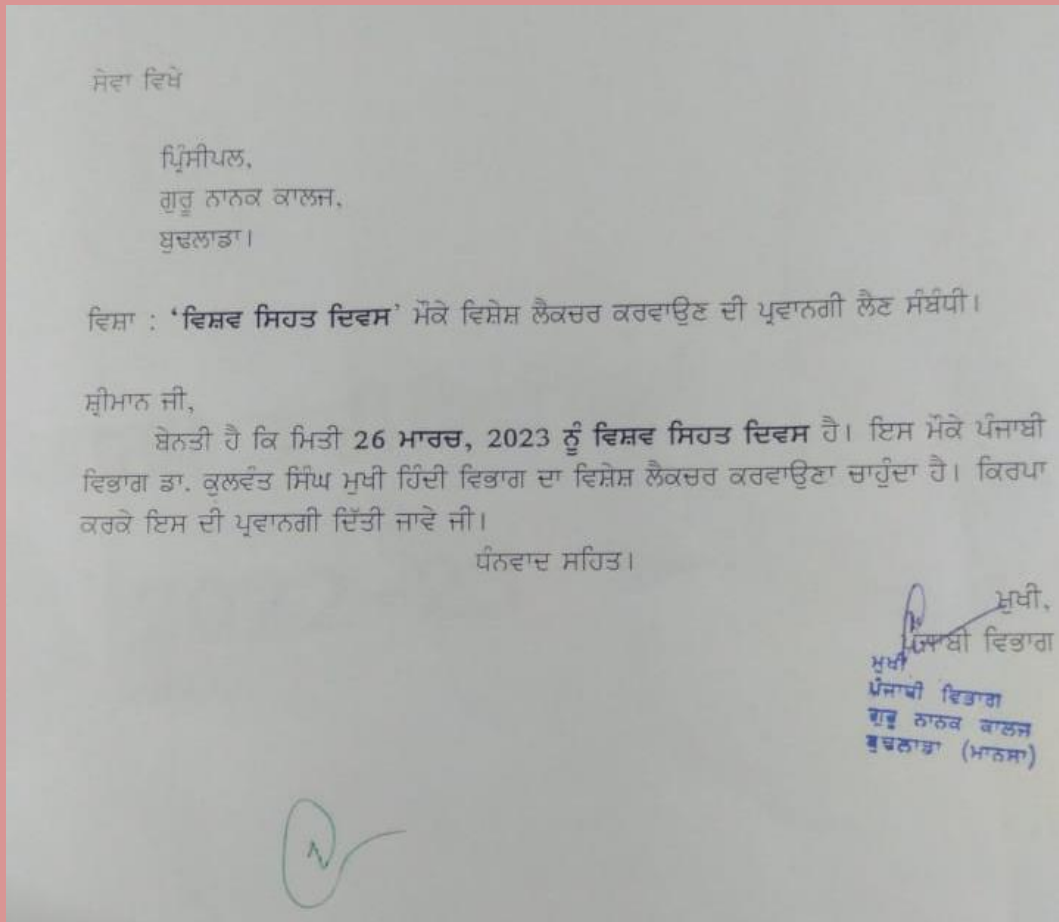 ਸੇਵਾ ਵਿਖੇ
ਪ੍ਰਿੰਸੀਪਲ,
ਗੁਰੂ ਨਾਨਕ ਕਾਲਜ,
ਬੁਢਲਾਡਾ।
ਵਿਸ਼ਾ : 'ਵਿਸ਼ਵ ਸਿਹਤ ਦਿਵਸ' ਮੌਕੇ ਵਿਸ਼ੇਸ਼ ਲੈਕਚਰ ਕਰਵਾਉਣ ਦੀ ਪ੍ਰਵਾਨਗੀ ਲੈਣ ਸੰਬੰਧੀ।
ਸ਼੍ਰੀਮਾਨ ਜੀ,
ਬੇਨਤੀ ਹੈ ਕਿ ਮਿਤੀ 26 ਮਾਰਚ, 2023 ਨੂੰ ਵਿਸ਼ਵ ਸਿਹਤ ਦਿਵਸ ਹੈ। ਇਸ ਮੌਕੇ ਪੰਜਾਬੀ
ਵਿਭਾਗ ਡਾ. ਕੁਲਵੰਤ ਸਿੰਘ ਮੁਖੀ ਹਿੰਦੀ ਵਿਭਾਗ ਦਾ ਵਿਸ਼ੇਸ਼ ਲੈਕਚਰ ਕਰਵਾਉਣਾ ਚਾਹੁੰਦਾ ਹੈ। ਕਿਰਪਾ
ਕਰਕੇ ਇਸ ਦੀ ਪ੍ਰਵਾਨਗੀ ਦਿੱਤੀ ਜਾਵੇ ਜੀ।
ਧੰਨਵਾਦ ਸਹਿਤ।
ਮੁਖੀ,
ਪੰਜਾਬੀ ਵਿਭਾਗ
ਮੁਖੀ
ਪੰਜਾਬੀ ਵਿਭਾਗ
ਗੁਰੂ ਨਾਨਕ ਕਾਲਜ
ਬੁਢਲਾਡਾ (ਮਾਨਸਾ)